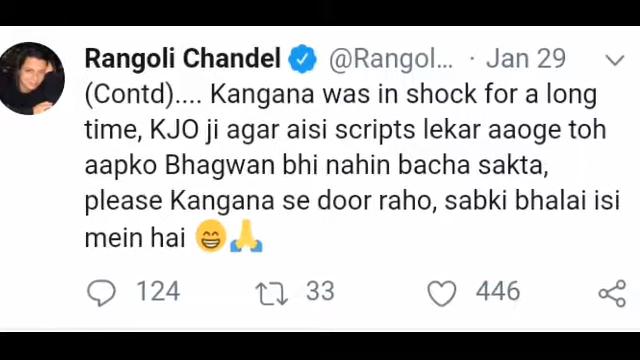 Rangoli Chandel @Rangol... · Jan 29
(Contd).... Kangana was in shock for a long
time, KJO ji agar aisi scripts lekar aaoge toh
aapko Bhagwan bhi nahin bacha sakta,
please Kangana se door raho, sabki bhalai isi
mein hai 😁🙏
124 33 446